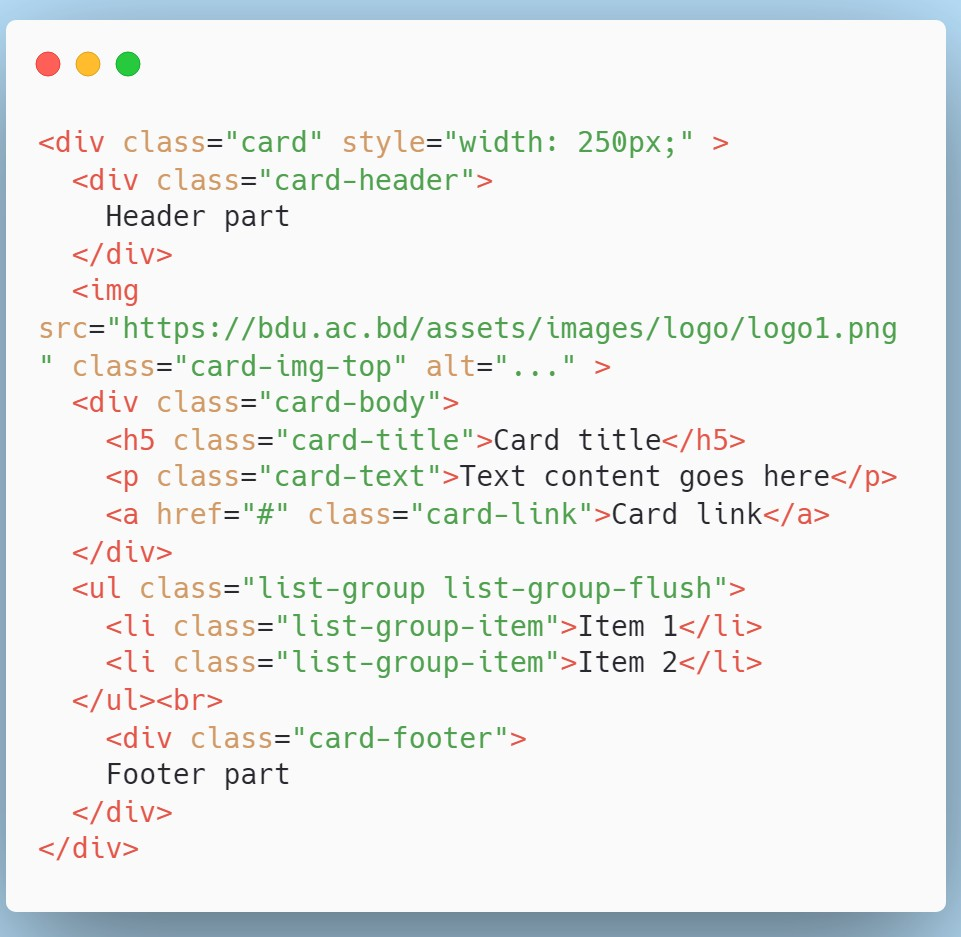 <div class="card" style="width: 250px;" >
  <div class="card-header">
    Header part
  </div>
  <img
src="https://bdu.ac.bd/assets/images/logo/logo1.png
" class="card-img-top" alt="..." >
  <div class="card-body">
    <h5 class="card-title">Card title</h5>
    <p class="card-text">Text content goes here</p>
    <a href="#" class="card-link">Card link</a>
  </div>
  <ul class="list-group list-group-flush">
    <li class="list-group-item">Item 1</li>
    <li class="list-group-item">Item 2</li>
  </ul><br>
    <div class="card-footer">
    Footer part
  </div>
</div>